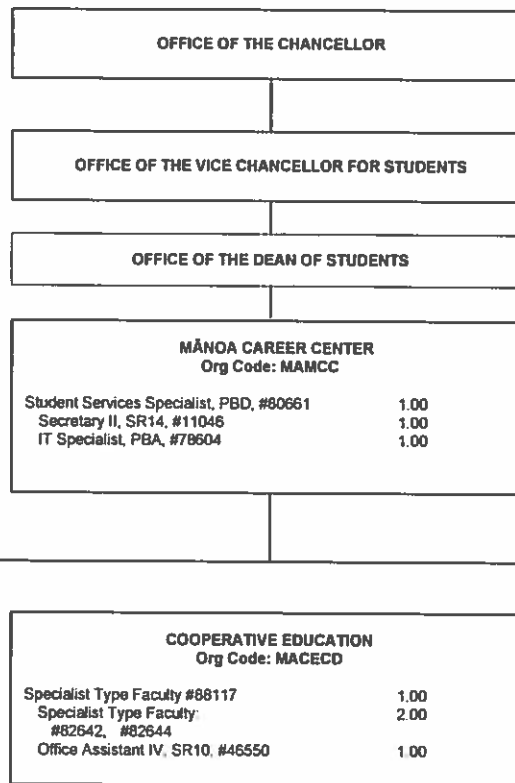 OFFICE OF THE CHANCELLOR
OFFICE OF THE VICE CHANCELLOR FOR STUDENTS
OFFICE OF THE DEAN OF STUDENTS
MĀNOA CAREER CENTER
Org Code: MAMCC
Student Services Specialist, PBD, #80661 1.00
Secretary II, SR14, #11046 1.00
IT Specialist, PBA, #78604 1.00
COOPERATIVE EDUCATION
Org Code: MACECD
Specialist Type Faculty #88117 1.00
Specialist Type Faculty: 2.00
#82642, #82644
Office Assistant IV, SR10, #46550 1.00